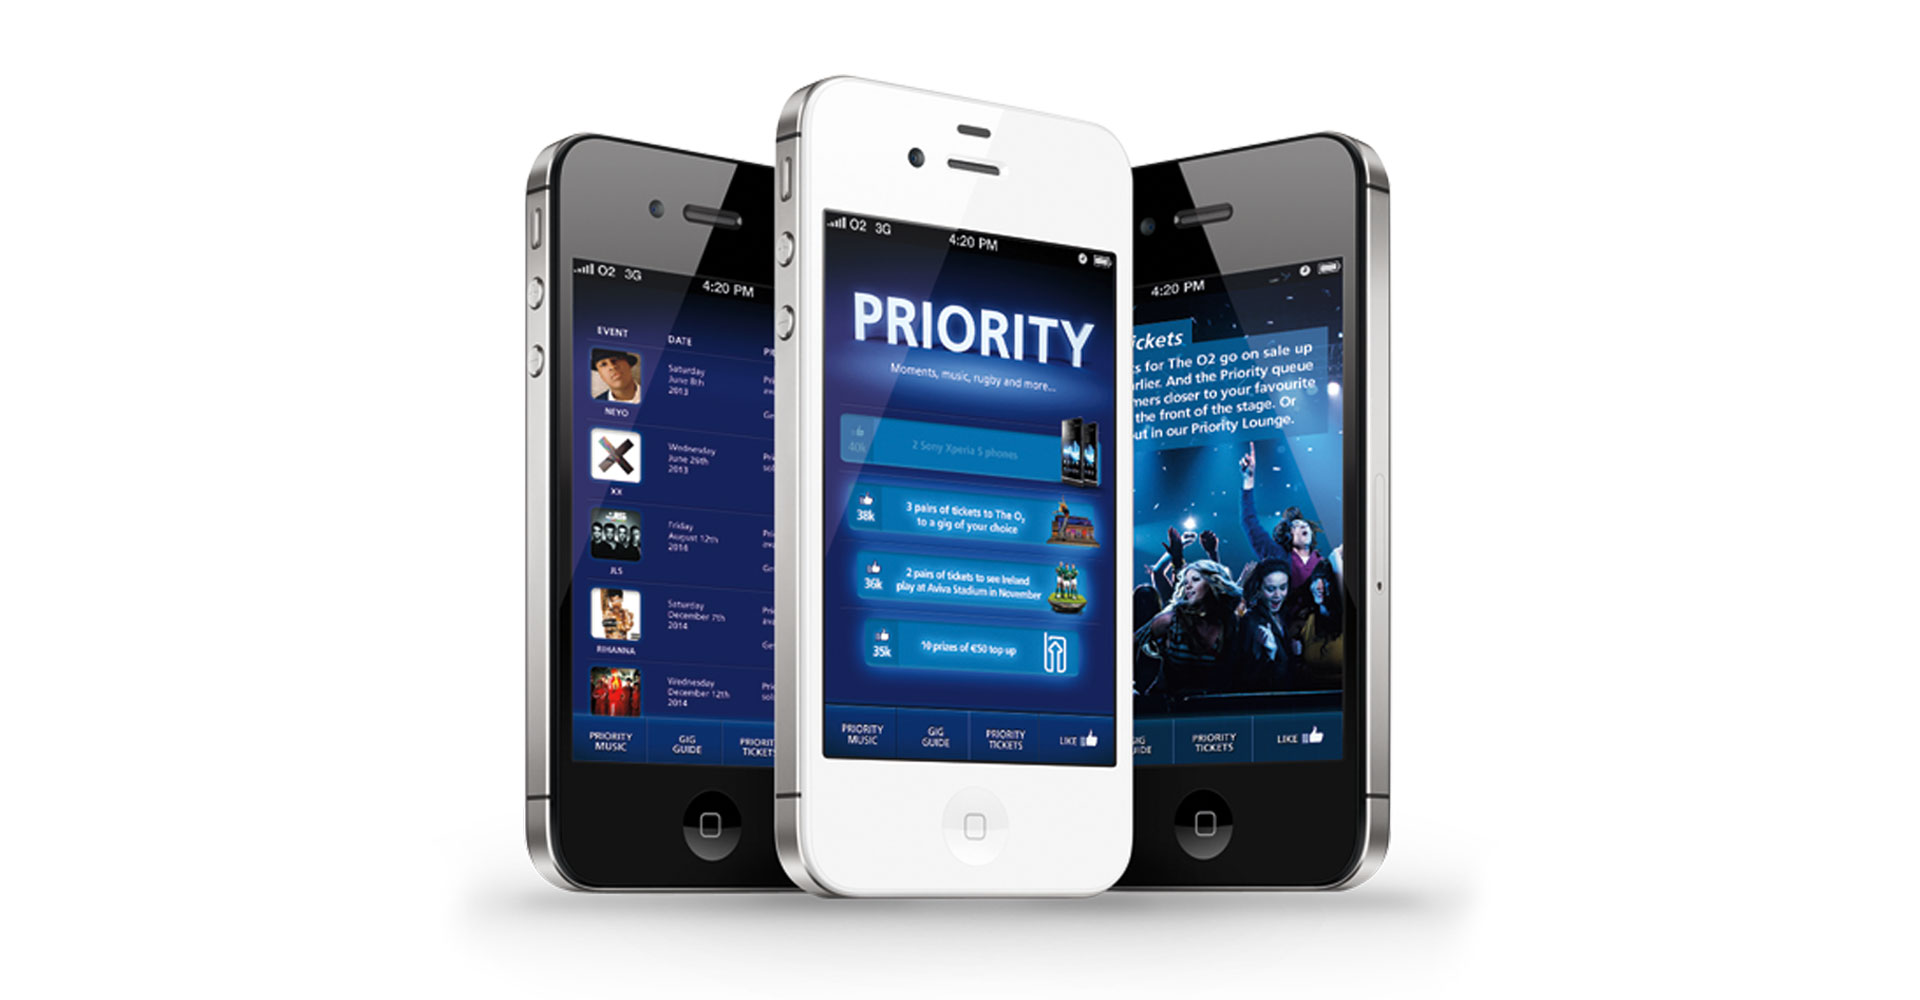 O2 3G
4:20 PM
EVENT
DATE
Saturday
June 8th
2013
NEYO
Wednesday
June 26th
2013
XX
Friday
August 12th
2014
JLS
Saturday
December 7th
2014
RIHANNA
Wednesday
December 12th
2014
PRIORITY
MUSIC
GIG
GUIDE
PRIORIT
TICKET
O2 3G
4:20 PM
PRIORITY
Moments, music, rugby and more...
40k
2 Sony Xperia S phones
38k
3 pairs of tickets to The O2
to a gig of your choice
36k
2 pairs of tickets to see Ireland
play at Aviva Stadium in November
35k
10 prizes of €50 top up
PRIORITY
MUSIC
GIG
GUIDE
PRIORITY
TICKETS
LIKE
4:20 PM
ickets
s for The O2 go on sale up
rlier. And the Priority queue
mers closer to your favourite
the front of the stage. Or
ut in our Priority Lounge.
PRIORITY
TICKETS
LIKE